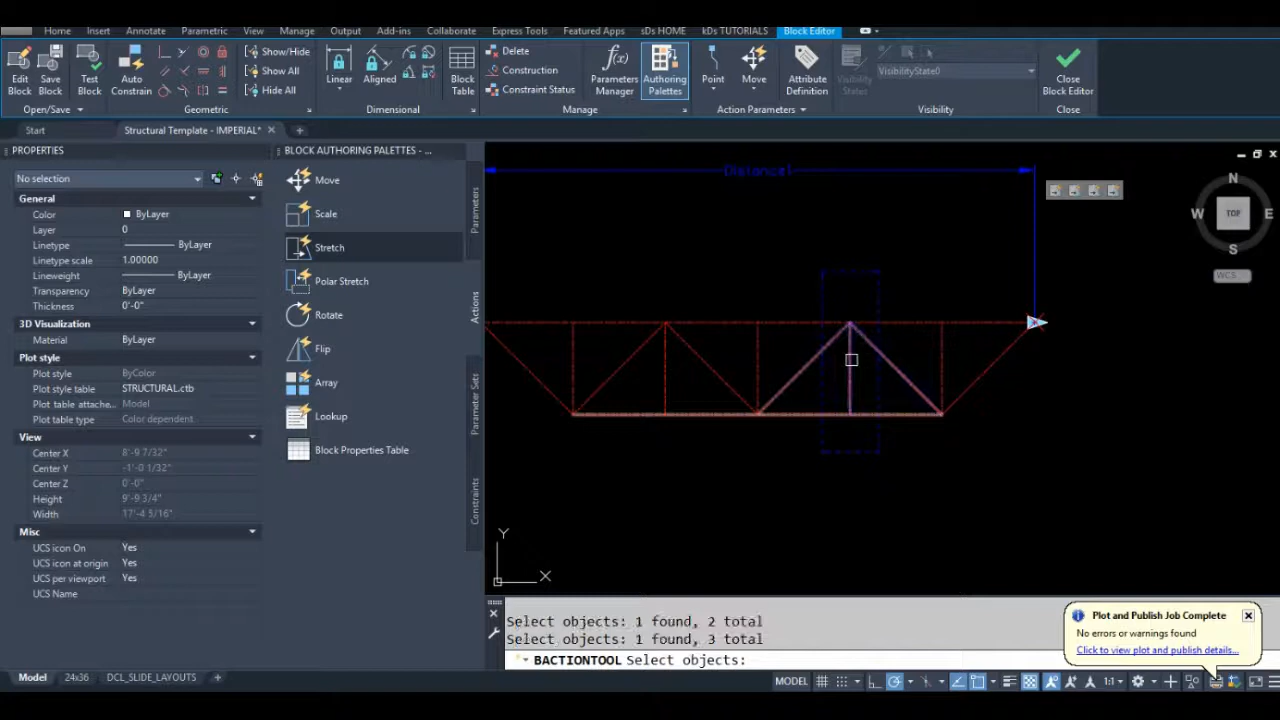 Home Insert Annotate Parametric View Manage Output Add-ins Collaborate Express Tools Featured Apps sDs HOME kDs TUTORIALS Block Editor
Edit Block
Save Block
Test Block
Auto Constrain
Show/Hide
Show All
Hide All
Linear
Aligned
Block Table
Delete
Construction
Constraint Status
Parameters Manager
Authoring Palettes
Point
Move
Attribute Definition
Visibility States
VisibilityState0
Close Block Editor
Open/Save
Geometric
Dimensional
Manage
Action Parameters
Visibility
Close
Start
Structural Template - IMPERIAL*
PROPERTIES
No selection
General
Color ByLayer
Layer 0
Linetype ByLayer
Linetype scale 1.00000
Lineweight ByLayer
Transparency ByLayer
Thickness 0'-0"
3D Visualization
Material ByLayer
Plot style
Plot style ByColor
Plot style table STRUCTURAL.ctb
Plot table attache... Model
Plot table type Color dependent
View
Center X 8'-9 7/32"
Center Y -1'-0 1/32"
Center Z 0'-0"
Height 9'-9 3/4"
Width 17'-4 5/16"
Misc
UCS icon On Yes
UCS icon at origin Yes
UCS per viewport Yes
UCS Name
BLOCK AUTHORING PALETTES - ...
Move
Scale
Stretch
Polar Stretch
Rotate
Flip
Array
Lookup
Block Properties Table
Parameters
Actions
Parameter Sets
Constraints
Distance1
N
W TOP E
S
WCS
Y
X
Select objects: 1 found, 2 total
Select objects: 1 found, 3 total
BACTIONTOOL Select objects:
Plot and Publish Job Complete
No errors or warnings found
Click to view plot and publish details...
Model 24x36 DCL_SLIDE_LAYOUTS
MODEL
1:1